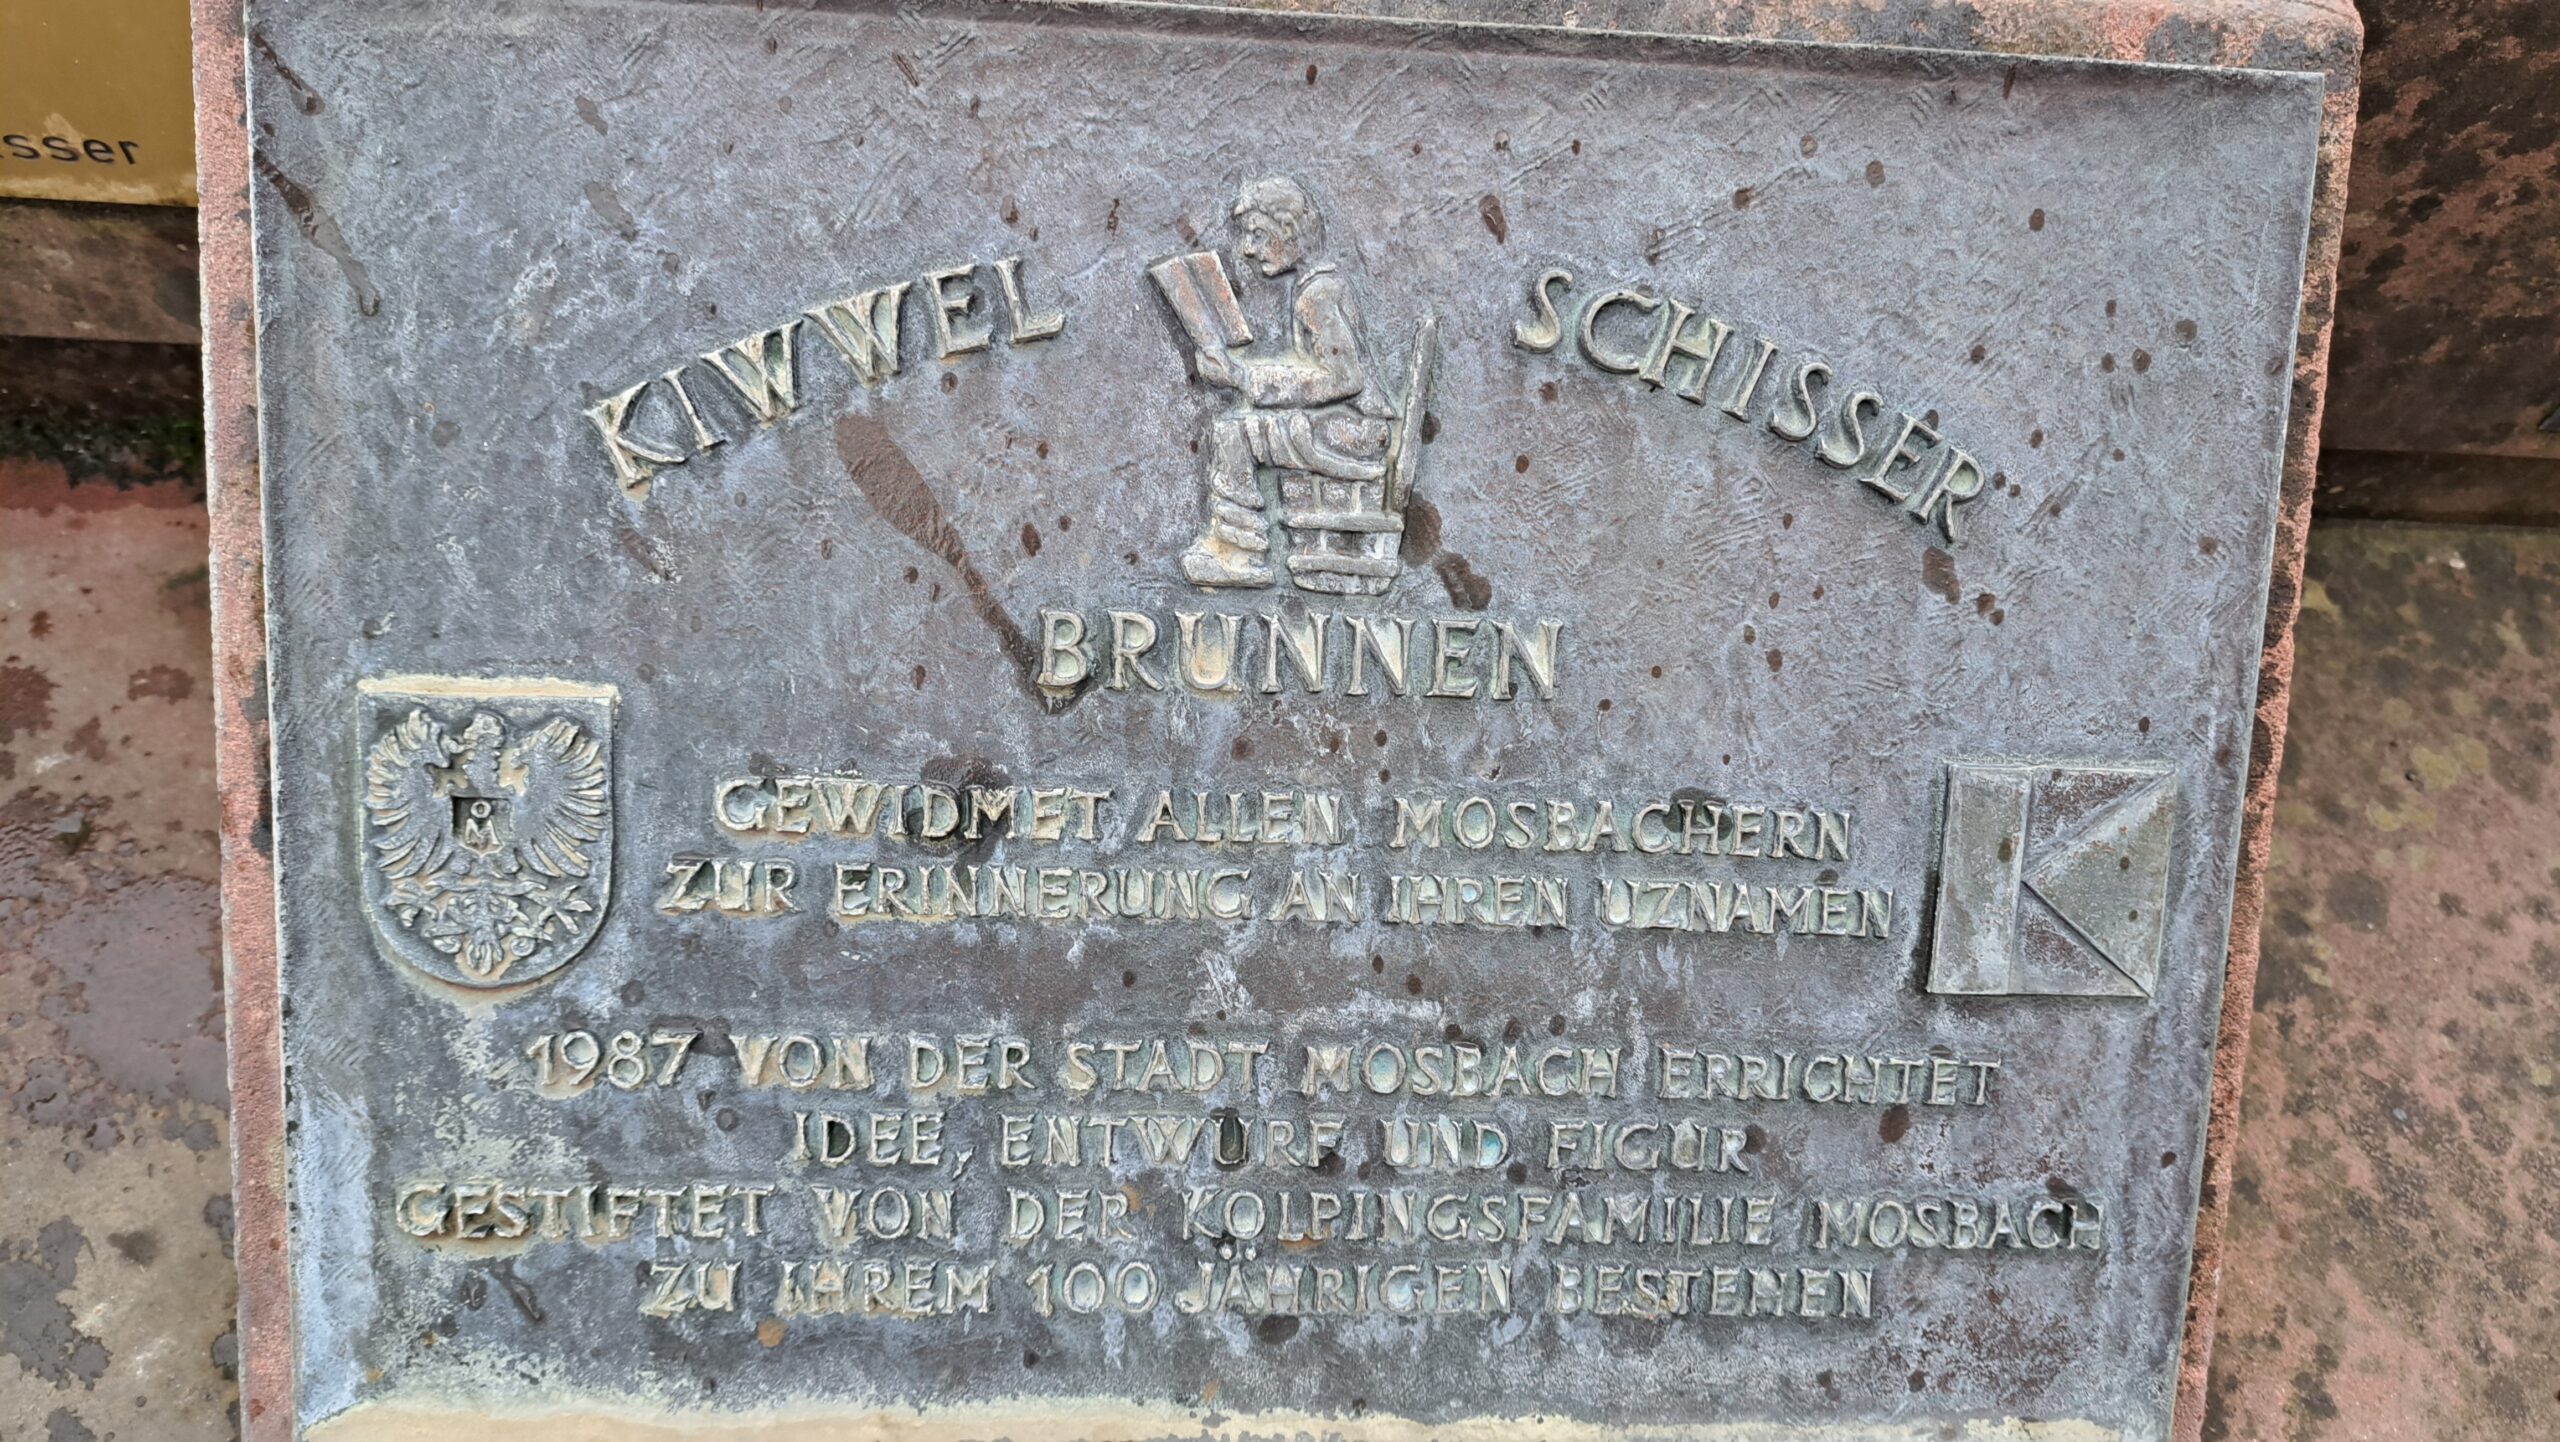 sser
KIWWEL SCHISSER
BRUNNEN
OM
GEWIDMET ALLEN MOSBACHERN
ZUR ERINNERUNG AN IHREN UZNAMEN
K
1987 VON DER STADT MOSBACH ERRICHTET
IDEE, ENTWURF UND FIGUR
GESTIFTET VON DER KOLPINGSFAMILIE MOSBACH
ZU IHREM 100 JÄHRIGEN BESTEHEN